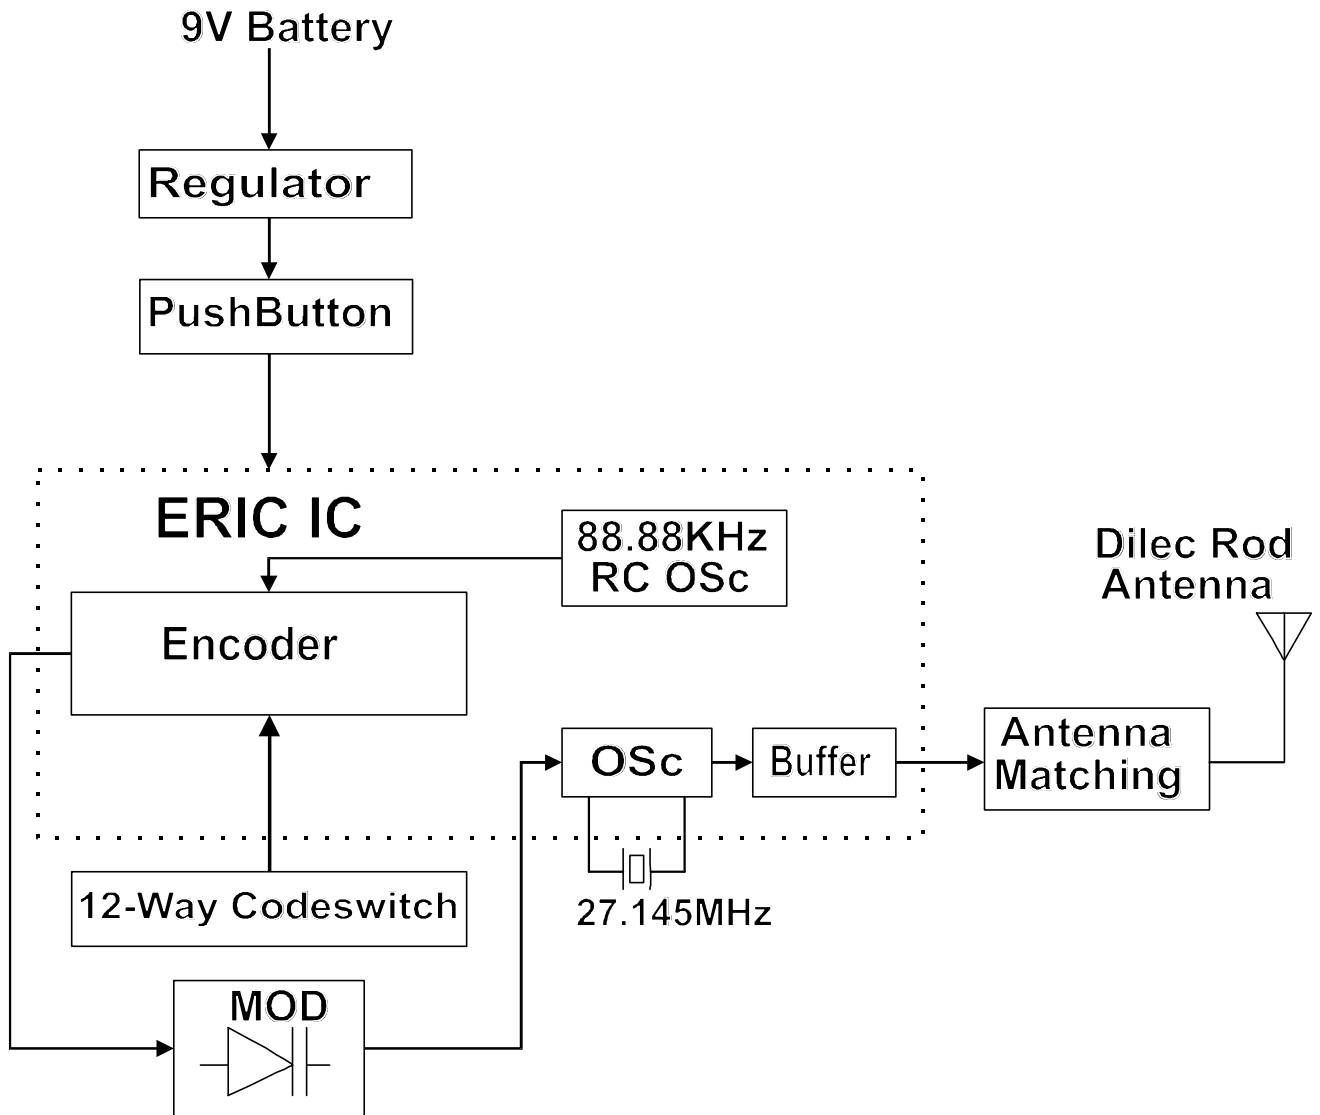 9V Battery
Regulator
PushButton
ERIC IC
88.88KHz
RC OSc
Encoder
Dilec Rod
Antenna
OSc
Buffer
Antenna
Matching
12-Way Codeswitch
27.145MHz
MOD